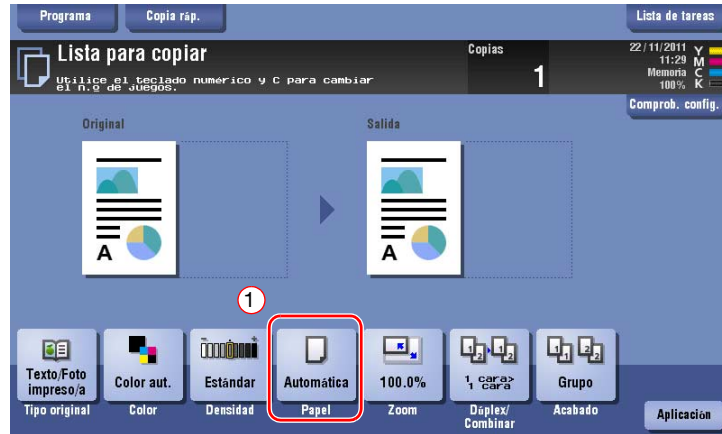 Programa
Copia ráp.
Lista de tareas
Lista para copiar
Utilice el teclado numérico y C para cambiar
el n.º de Juegos.
Copias
1
22/11/2011
11:29
Memoria
100%
Y
M
C
K
Comprob. config.
Original
Salida
A
A
1
Texto/Foto
impreso/a
Color aut.
Estándar
Automática
100.0%
1 cara>
1 cara
Grupo
Tipo original
Color
Densidad
Papel
Zoom
Dúplex/
Combinar
Acabado
Aplicación